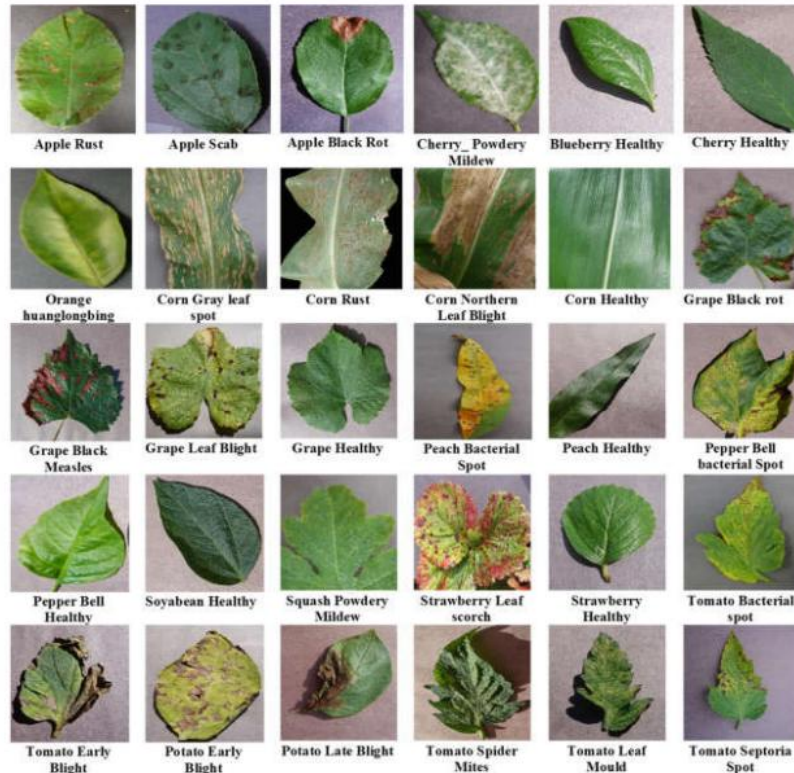 Apple Rust
Apple Scab
Apple Black Rot
Cherry_ Powdery
Mildew
Blueberry Healthy
Cherry Healthy
Orange
huanglongbing
Corn Gray leaf
spot
Corn Rust
Corn Northern
Leaf Blight
Corn Healthy
Grape Black rot
Grape Black
Measles
Grape Leaf Blight
Grape Healthy
Peach Bacterial
Spot
Peach Healthy
Pepper Bell
bacterial Spot
Pepper Bell
Healthy
Soyabean Healthy
Squash Powdery
Mildew
Strawberry Leaf
scorch
Strawberry
Healthy
Tomato Bacterial
spot
Tomato Early
Blight
Potato Early
Blight
Potato Late Blight
Tomato Spider
Mites
Tomato Leaf
Mould
Tomato Septoria
Spot